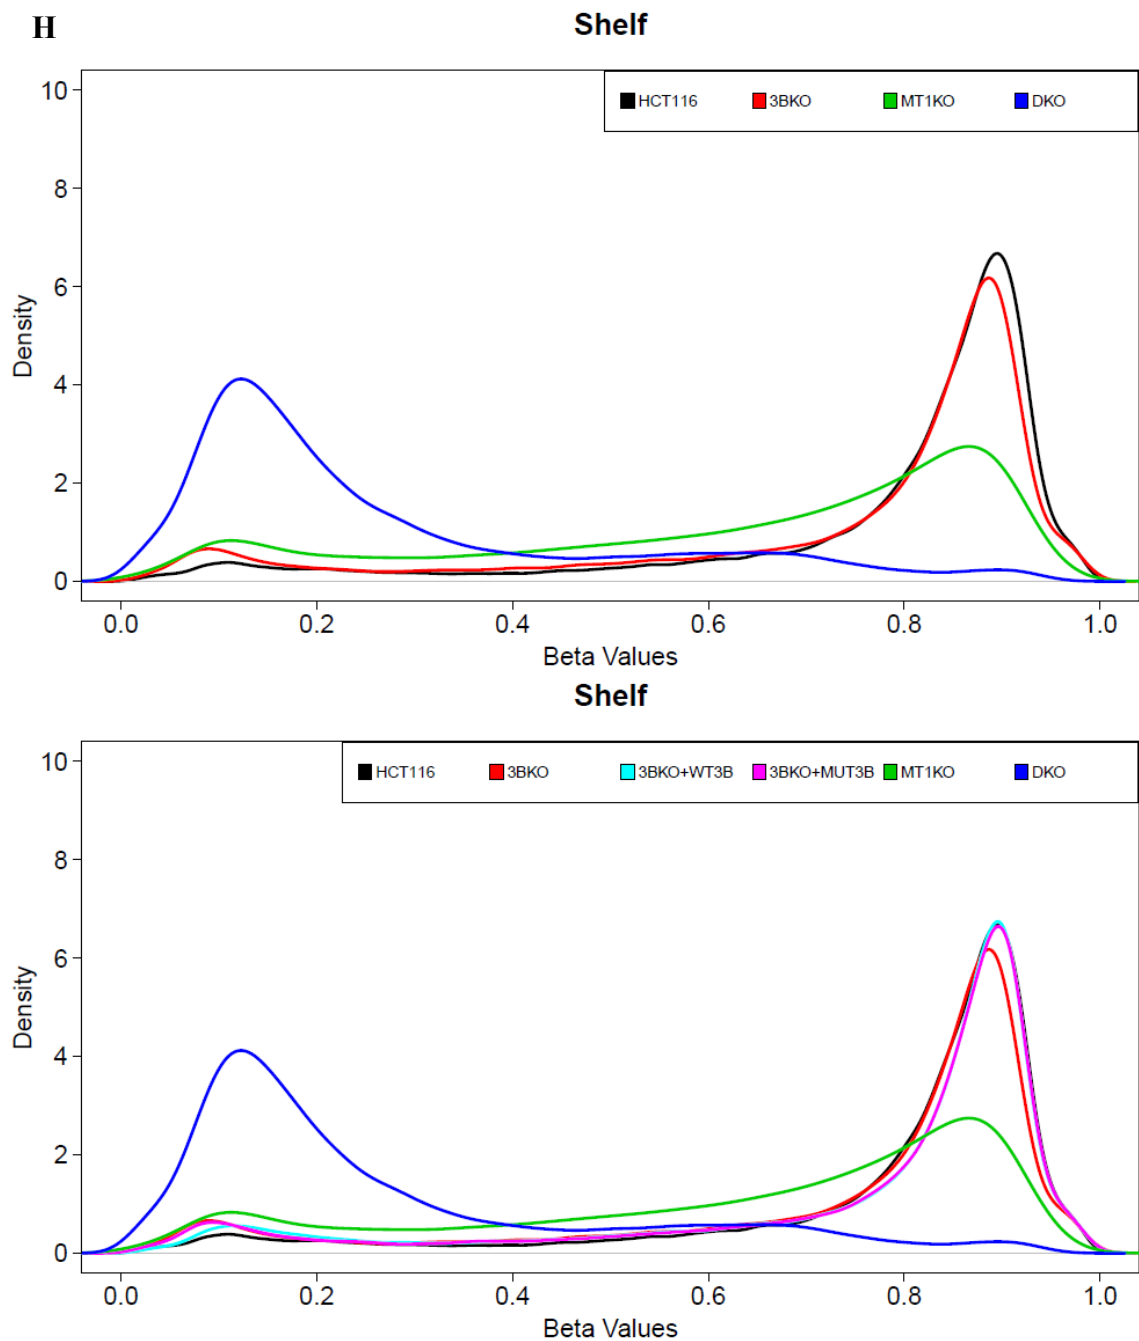 H
Shelf
HCT116 3BKO MT1KO DKO
10
8
6
4
2
0
Density
0.0 0.2 0.4 0.6 0.8 1.0
Beta Values
Shelf
HCT116 3BKO 3BKO+WT3B 3BKO+MUT3B MT1KO DKO
10
8
6
4
2
0
Density
0.0 0.2 0.4 0.6 0.8 1.0
Beta Values